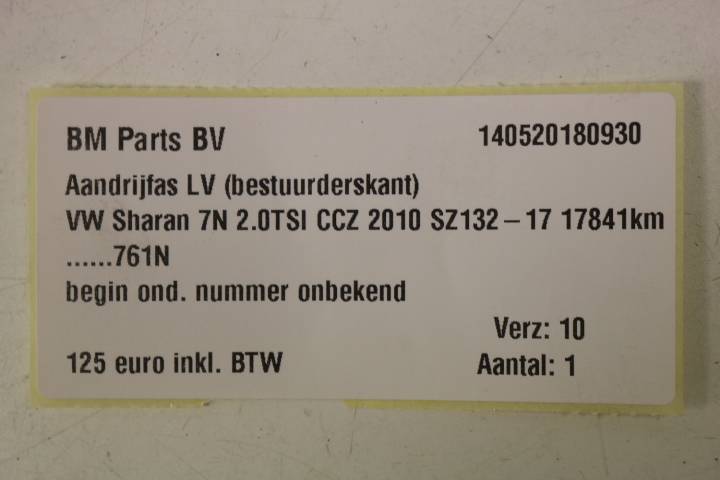 BM Parts BV 140520180930
Aandrijfas LV (bestuurderskant)
VW Sharan 7N 2.0TSI CCZ 2010 SZ132-17 17841km
......761N
begin ond. nummer onbekend
Verz: 10
125 euro inkl. BTW Aantal: 1